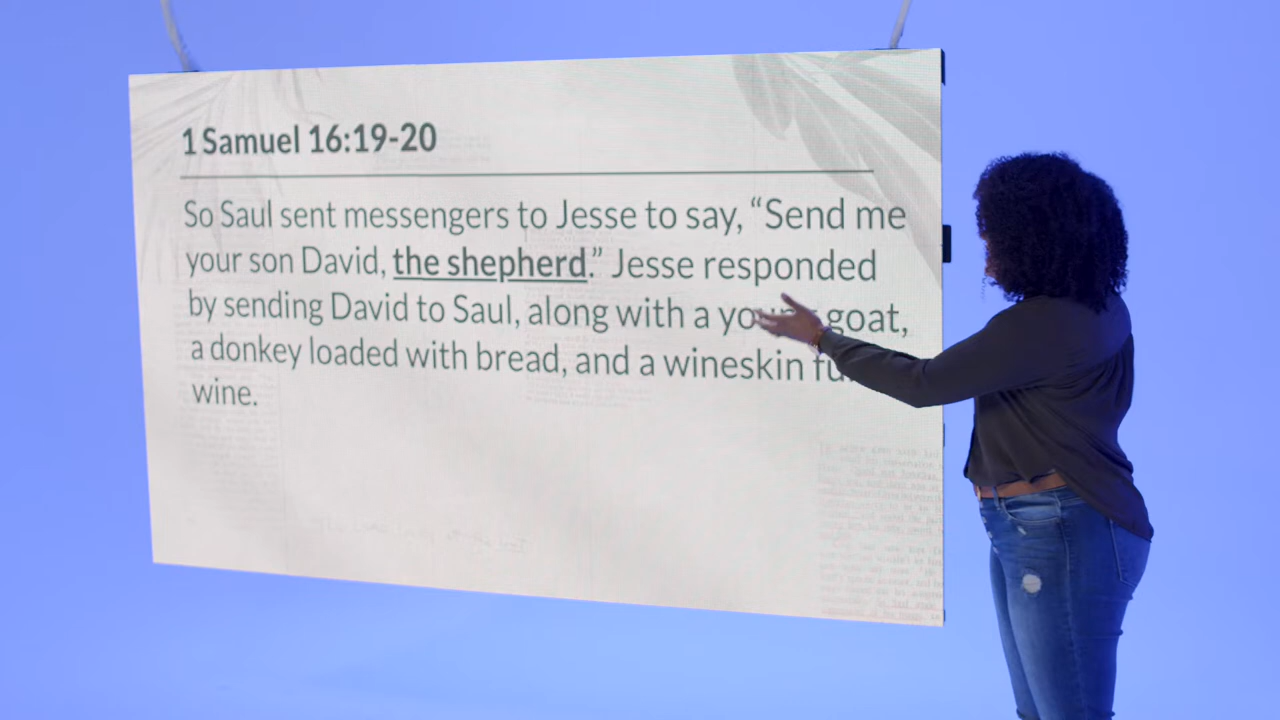 1 Samuel 16:19-20
So Saul sent messengers to Jesse to say, “Send me
your son David, the shepherd.” Jesse responded
by sending David to Saul, along with a goat,
a donkey loaded with bread, and a wineskin
wine.